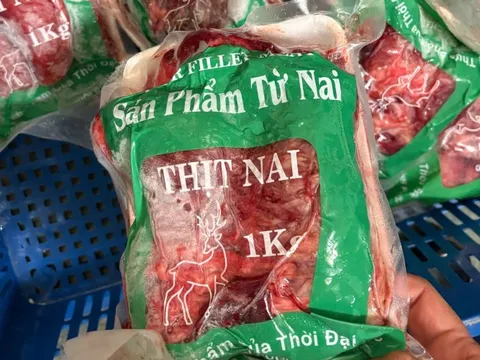 1Kg
R FILLET
Sản Phẩm Từ Nai
THỊT NAI
1Kg
của Thời Đại